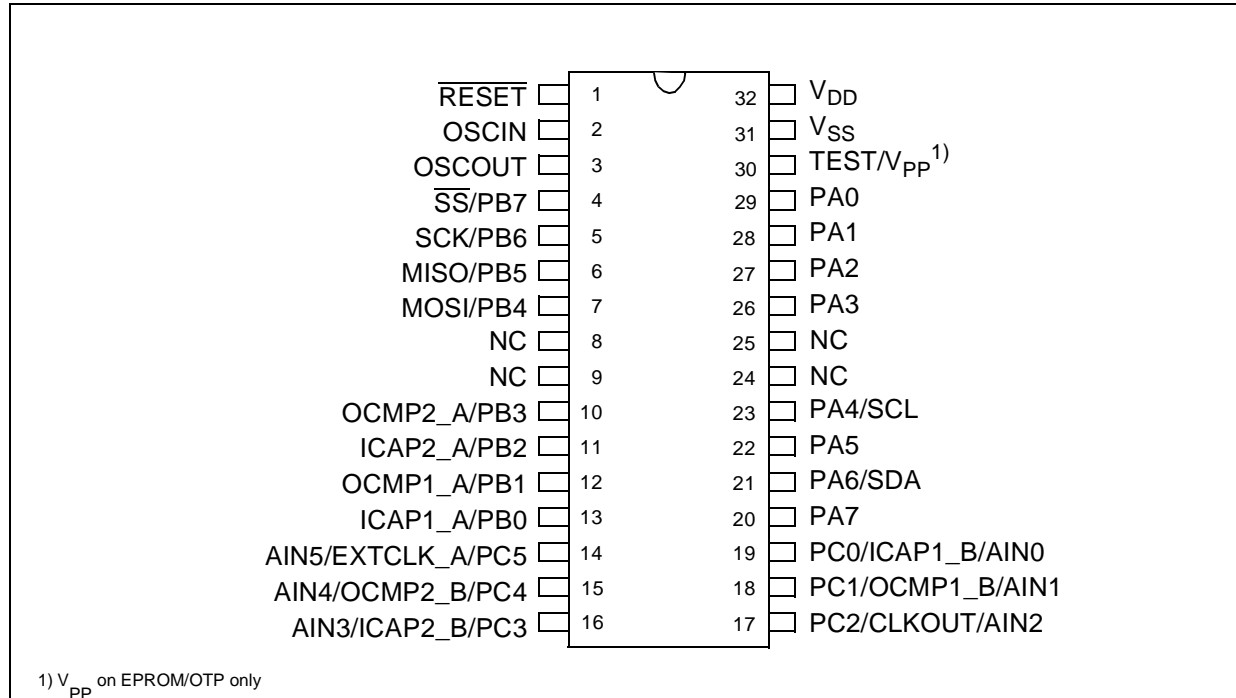 RESET 1 32 VDD
OSCIN 2 31 VSS
OSCOUT 3 30 TEST/VPP1)
SS/PB7 4 29 PA0
SCK/PB6 5 28 PA1
MISO/PB5 6 27 PA2
MOSI/PB4 7 26 PA3
NC 8 25 NC
NC 9 24 NC
OCMP2_A/PB3 10 23 PA4/SCL
ICAP2_A/PB2 11 22 PA5
OCMP1_A/PB1 12 21 PA6/SDA
ICAP1_A/PB0 13 20 PA7
AIN5/EXTCLK_A/PC5 14 19 PC0/ICAP1_B/AIN0
AIN4/OCMP2_B/PC4 15 18 PC1/OCMP1_B/AIN1
AIN3/ICAP2_B/PC3 16 17 PC2/CLKOUT/AIN2
1) VPP on EPROM/OTP only